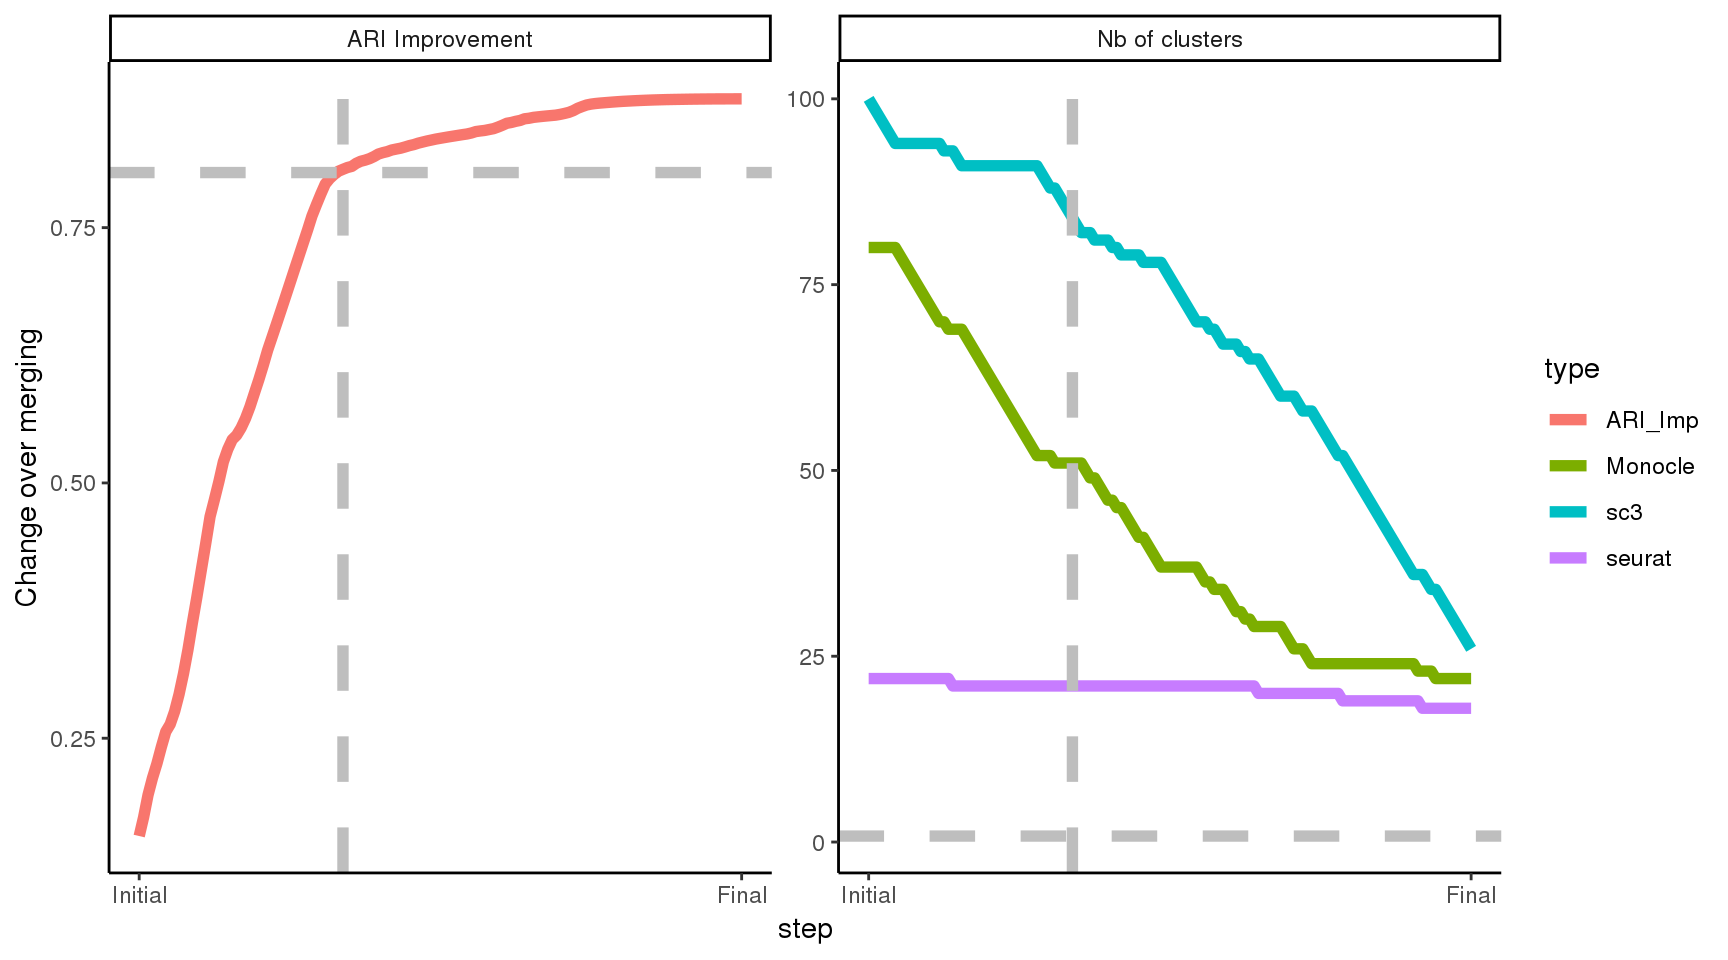 ARI Improvement
Nb of clusters
Change over merging
0.75
0.50
0.25
100
75
50
25
0
Initial
Final
Initial
Final
step
type
ARI_Imp
Monocle
sc3
seurat